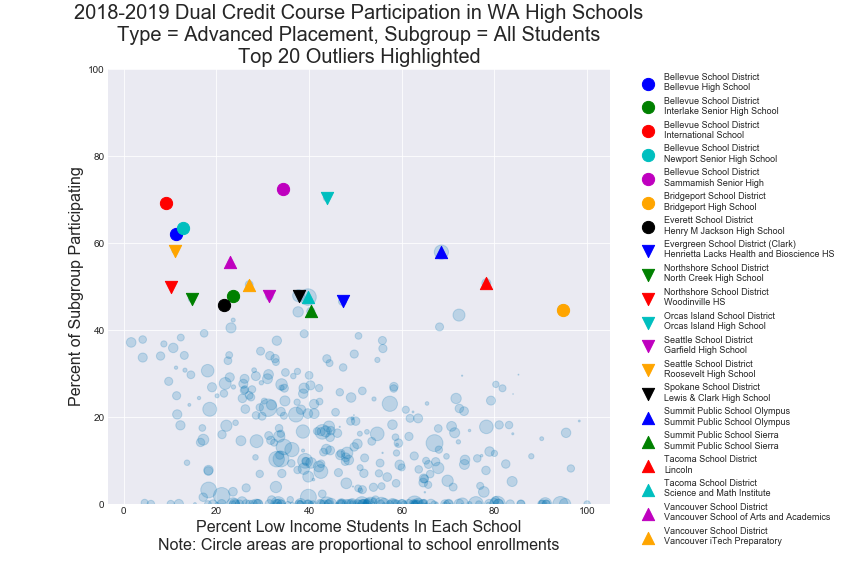 2018-2019 Dual Credit Course Participation in WA High Schools
Type = Advanced Placement, Subgroup = All Students
Top 20 Outliers Highlighted
Percent of Subgroup Participating
100
80
60
40
20
0
0 20 40 60 80 100
Percent Low Income Students In Each School
Note: Circle areas are proportional to school enrollments
Bellevue School District
Bellevue High School
Bellevue School District
Interlake Senior High School
Bellevue School District
International School
Bellevue School District
Newport Senior High School
Bellevue School District
Sammamish Senior High
Bridgeport School District
Bridgeport High School
Everett School District
Henry M Jackson High School
Evergreen School District (Clark)
Henrietta Lacks Health and Bioscience HS
Northshore School District
North Creek High School
Northshore School District
Woodinville HS
Orcas Island School District
Orcas Island High School
Seattle School District
Garfield High School
Seattle School District
Roosevelt High School
Spokane School District
Lewis & Clark High School
Summit Public School Olympus
Summit Public School Olympus
Summit Public School Sierra
Summit Public School Sierra
Tacoma School District
Lincoln
Tacoma School District
Science and Math Institute
Vancouver School District
Vancouver School of Arts and Academics
Vancouver School District
Vancouver iTech Preparatory